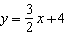 y = 3/2 x + 4